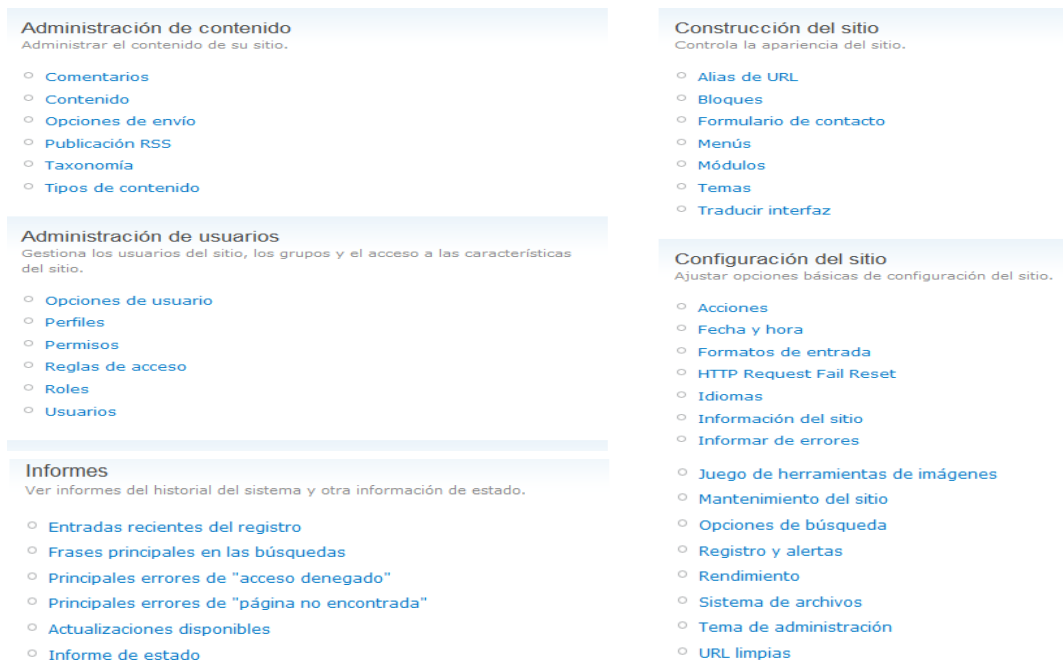 Administración de contenido
Administrar el contenido de su sitio.
Comentarios
Contenido
Opciones de envío
Publicación RSS
Taxonomía
Tipos de contenido
Administración de usuarios
Gestiona los usuarios del sitio, los grupos y el acceso a las características
del sitio.
Opciones de usuario
Perfiles
Permisos
Reglas de acceso
Roles
Usuarios
Informes
Ver informes del historial del sistema y otra información de estado.
Entradas recientes del registro
Frases principales en las búsquedas
Principales errores de "acceso denegado"
Principales errores de "página no encontrada"
Actualizaciones disponibles
Informe de estado
Construcción del sitio
Controla la apariencia del sitio.
Alias de URL
Bloques
Formulario de contacto
Menús
Módulos
Temas
Traducir interfaz
Configuración del sitio
Ajustar opciones básicas de configuración del sitio.
Acciones
Fecha y hora
Formatos de entrada
HTTP Request Fail Reset
Idiomas
Información del sitio
Informar de errores
Juego de herramientas de imágenes
Mantenimiento del sitio
Opciones de búsqueda
Registro y alertas
Rendimiento
Sistema de archivos
Tema de administración
URL limpias